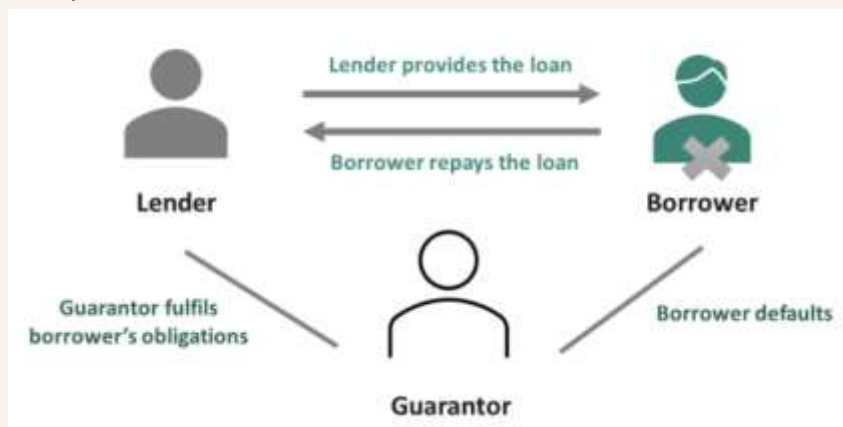 Lender provides the loan
Borrower repays the loan
Lender
Borrower
Guarantor fulfils
borrower's obligations
Borrower defaults
Guarantor